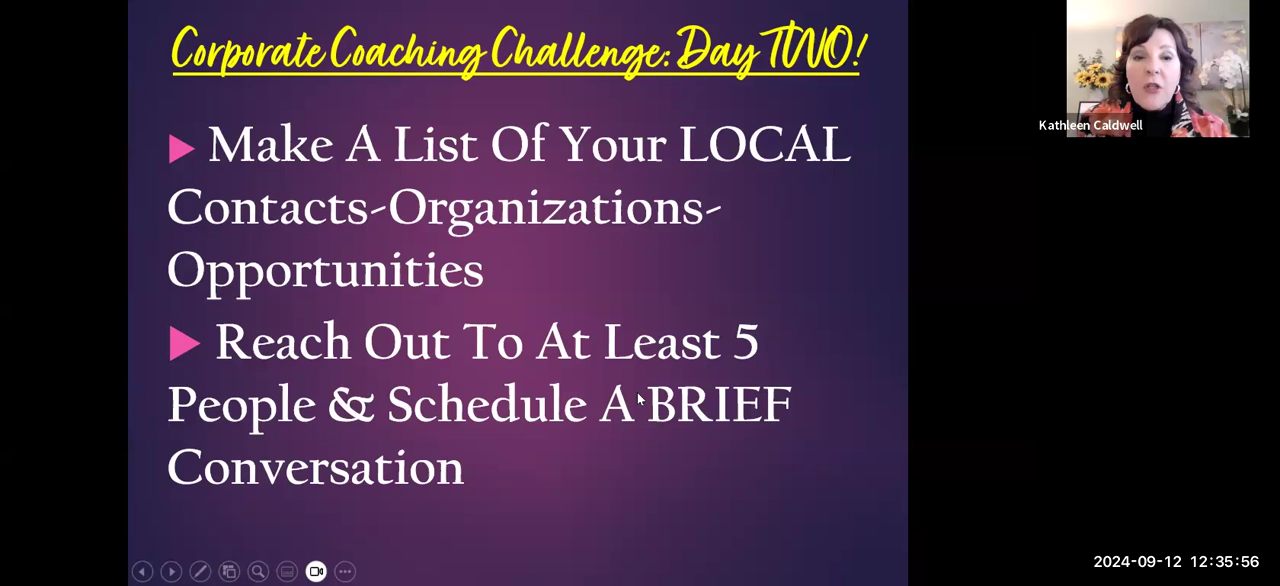 Corporate Coaching Challenge: Day TWO!
Make A List Of Your LOCAL
Contacts-Organizations-
Opportunities
Reach Out To At Least 5
People & Schedule A BRIEF
Conversation
Kathleen Caldwell
2024-09-12 12:35:56